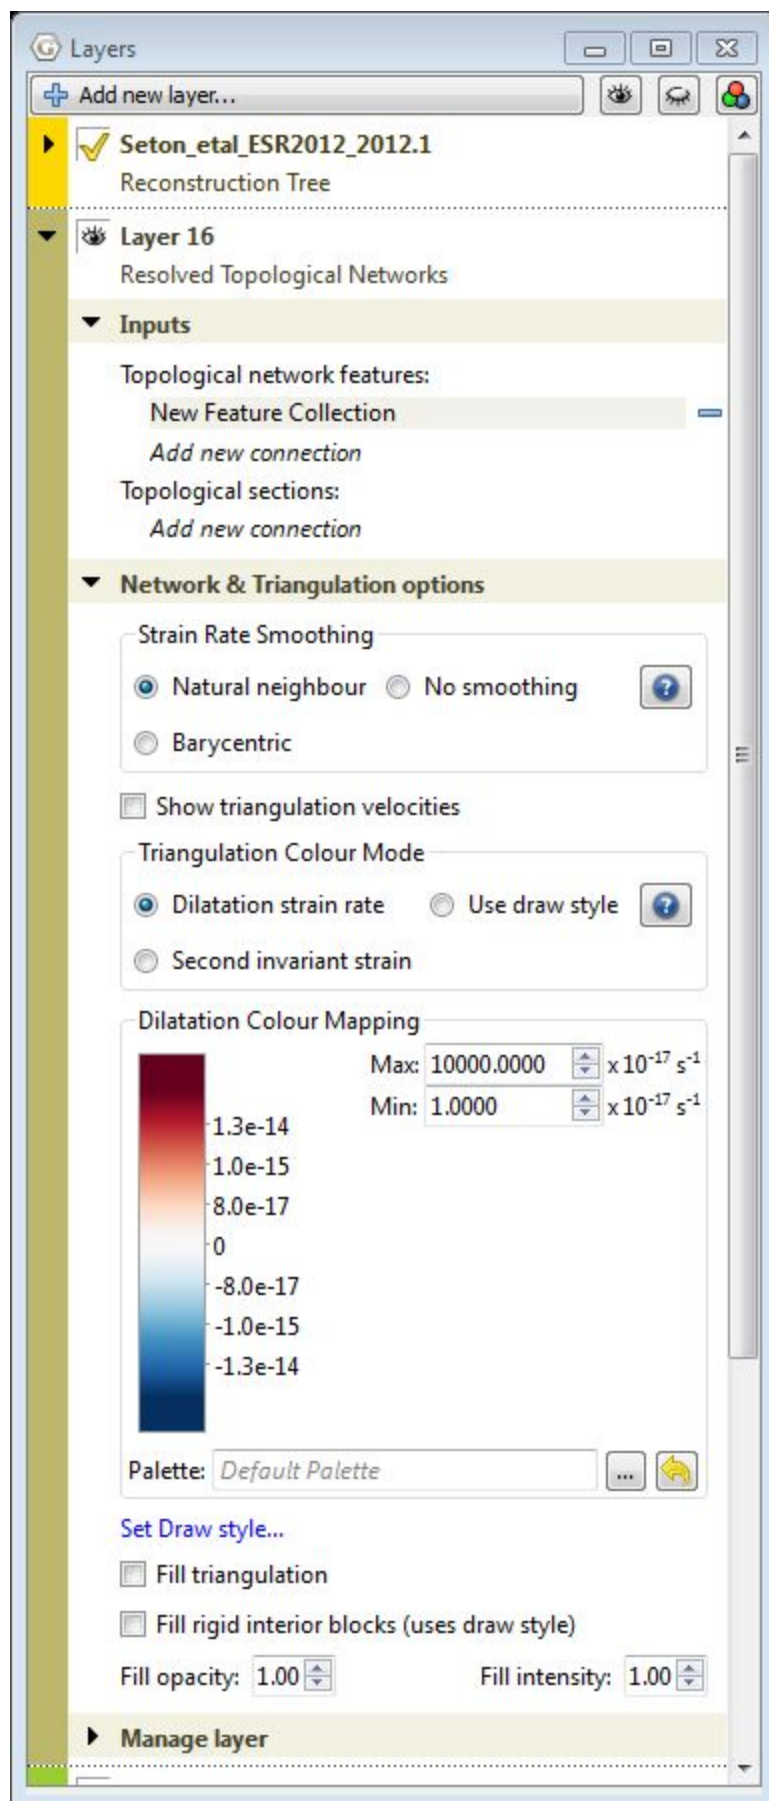 Layers
Add new layer...
Seton_etal_ESR2012_2012.1
Reconstruction Tree
Layer 16
Resolved Topological Networks
Inputs
Topological network features:
New Feature Collection
Add new connection
Topological sections:
Add new connection
Network & Triangulation options
Strain Rate Smoothing
Natural neighbour No smoothing
Barycentric
Show triangulation velocities
Triangulation Colour Mode
Dilatation strain rate Use draw style
Second invariant strain
Dilatation Colour Mapping
Max: 10000.0000 x 10⁻¹⁷ s⁻¹
Min: 1.0000 x 10⁻¹⁷ s⁻¹
1.3e-14
1.0e-15
8.0e-17
0
-8.0e-17
-1.0e-15
-1.3e-14
Palette: Default Palette ...
Set Draw style...
Fill triangulation
Fill rigid interior blocks (uses draw style)
Fill opacity: 1.00 Fill intensity: 1.00
Manage layer